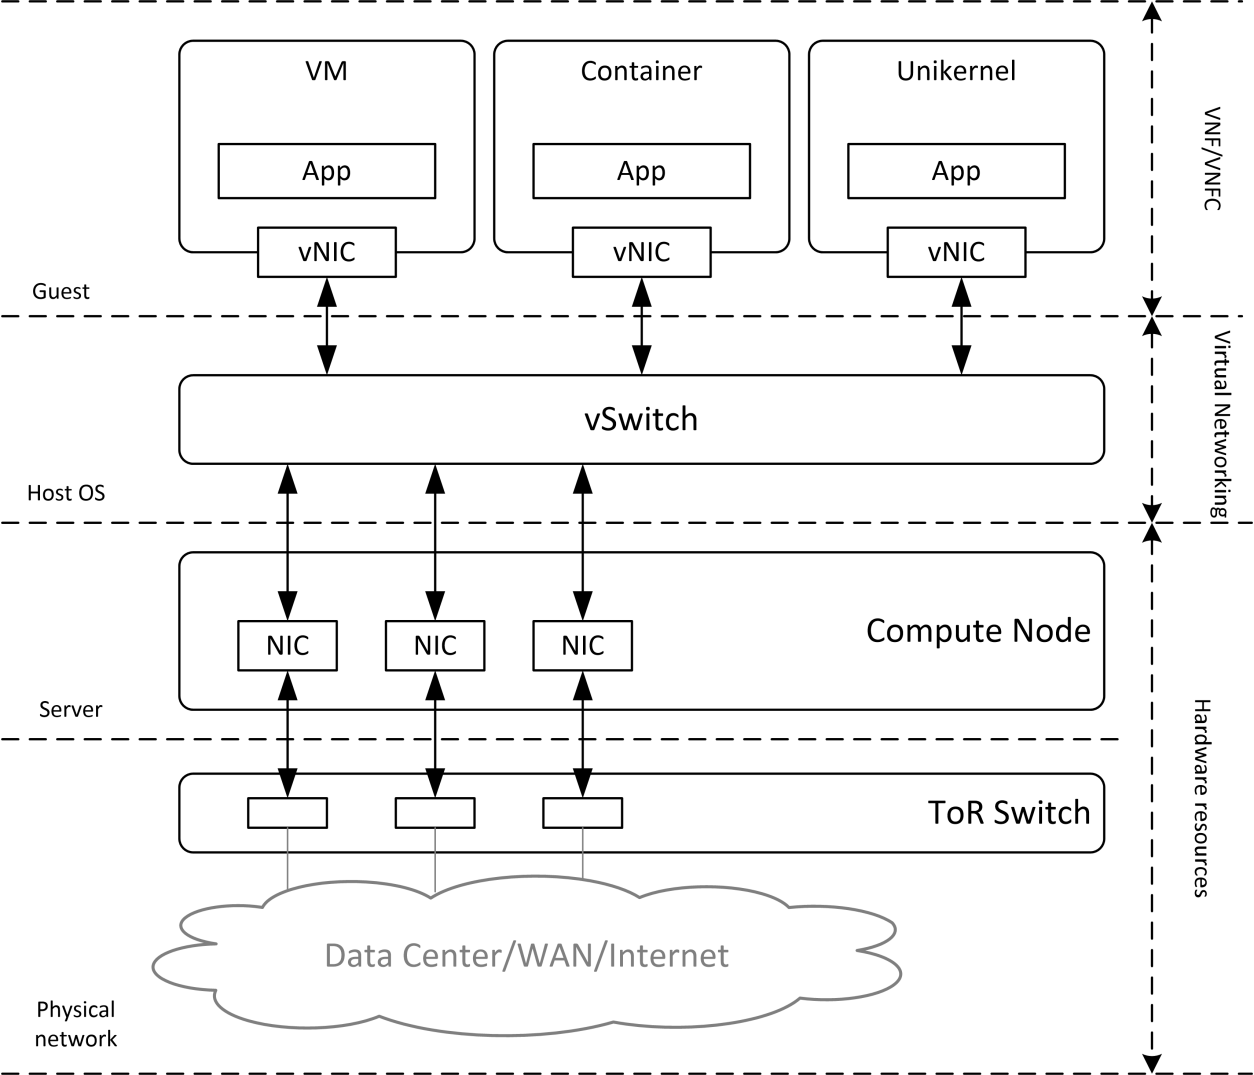 VM
Container
Unikernel
App
App
App
vNIC
vNIC
vNIC
VNF/VNFC
Guest
vSwitch
Virtual Networking
Host OS
NIC
NIC
NIC
Compute Node
Server
Hardware resources
ToR Switch
Data Center/WAN/Internet
Physical
network